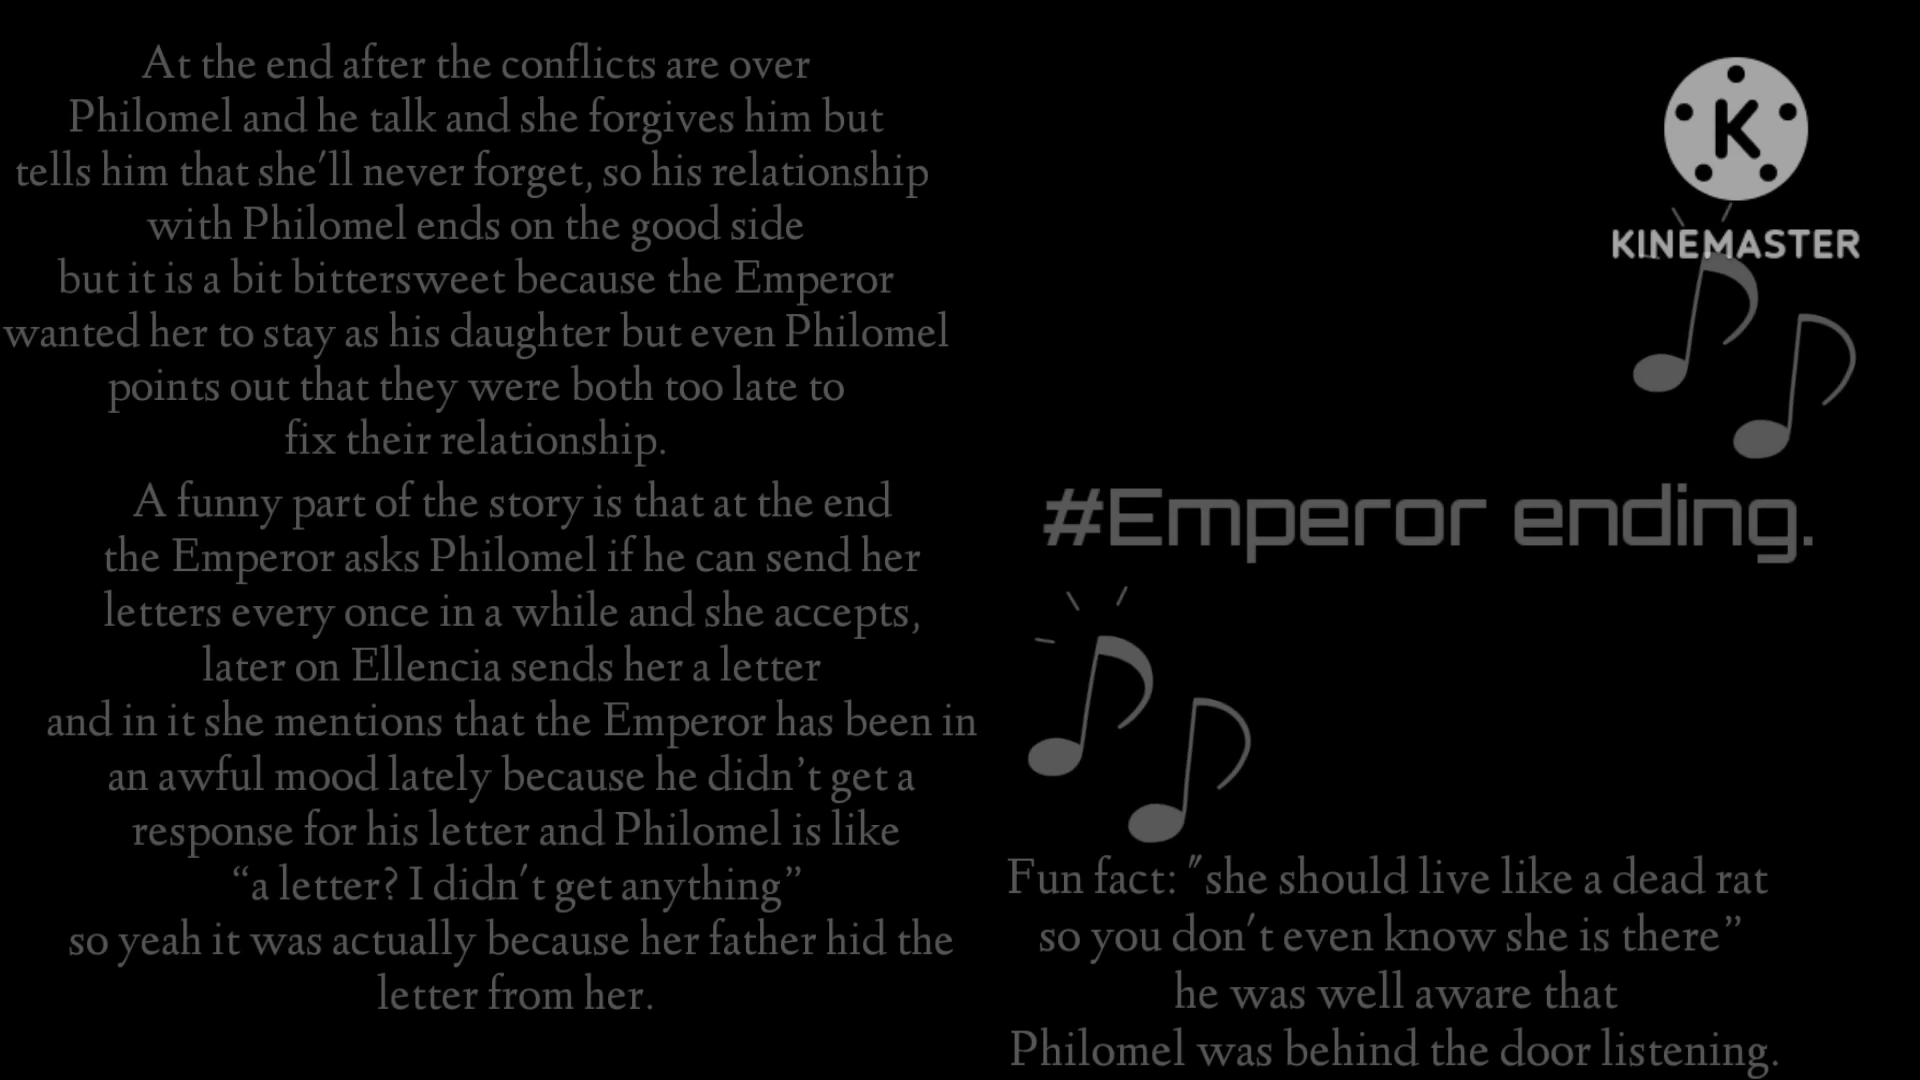 At the end after the conflicts are over
Philomel and he talk and she forgives him but
tells him that she'll never forget, so his relationship
with Philomel ends on the good side
but it is a bit bittersweet because the Emperor
wanted her to stay as his daughter but even Philomel
points out that they were both too late to
fix their relationship.
A funny part of the story is that at the end
the Emperor asks Philomel if he can send her
letters every once in a while and she accepts,
later on Ellencia sends her a letter
and in it she mentions that the Emperor has been in
an awful mood lately because he didn’t get a
response for his letter and Philomel is like
“a letter? I didn't get anything”
so yeah it was actually because her father hid the
letter from her.
K
KINEMASTER
#Emperor ending.
Fun fact: "she should live like a dead rat
so you don't even know she is there”
he was well aware that
Philomel was behind the door listening.